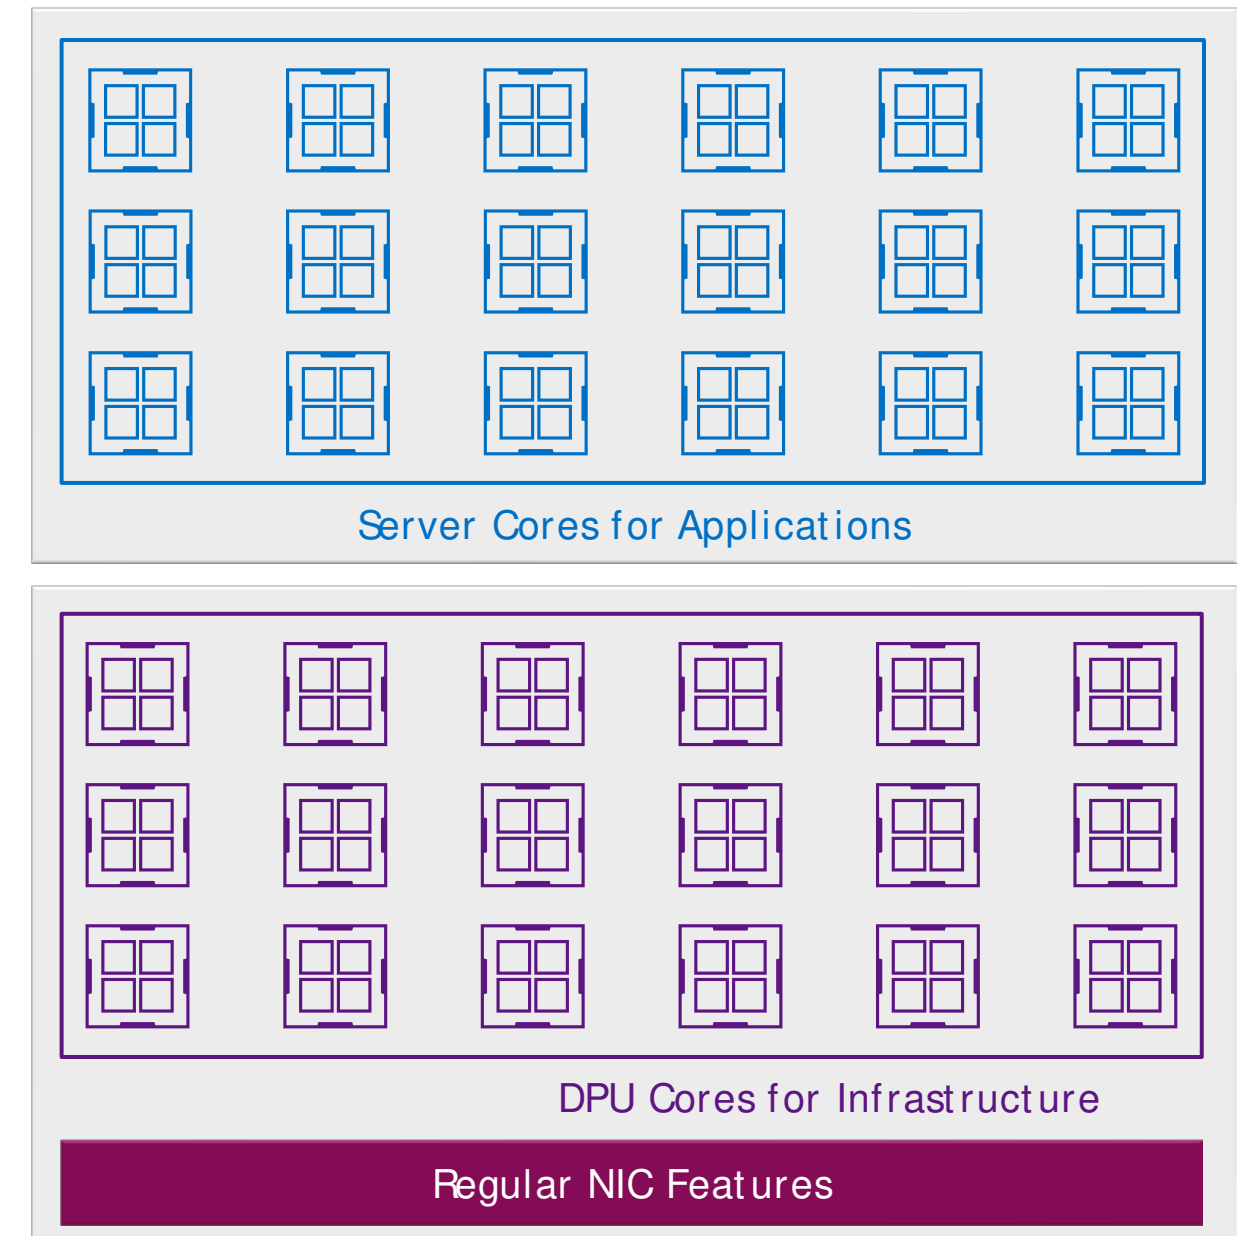 Server Cores for Applications
DPU Cores for Infrastructure
Regular NIC Features